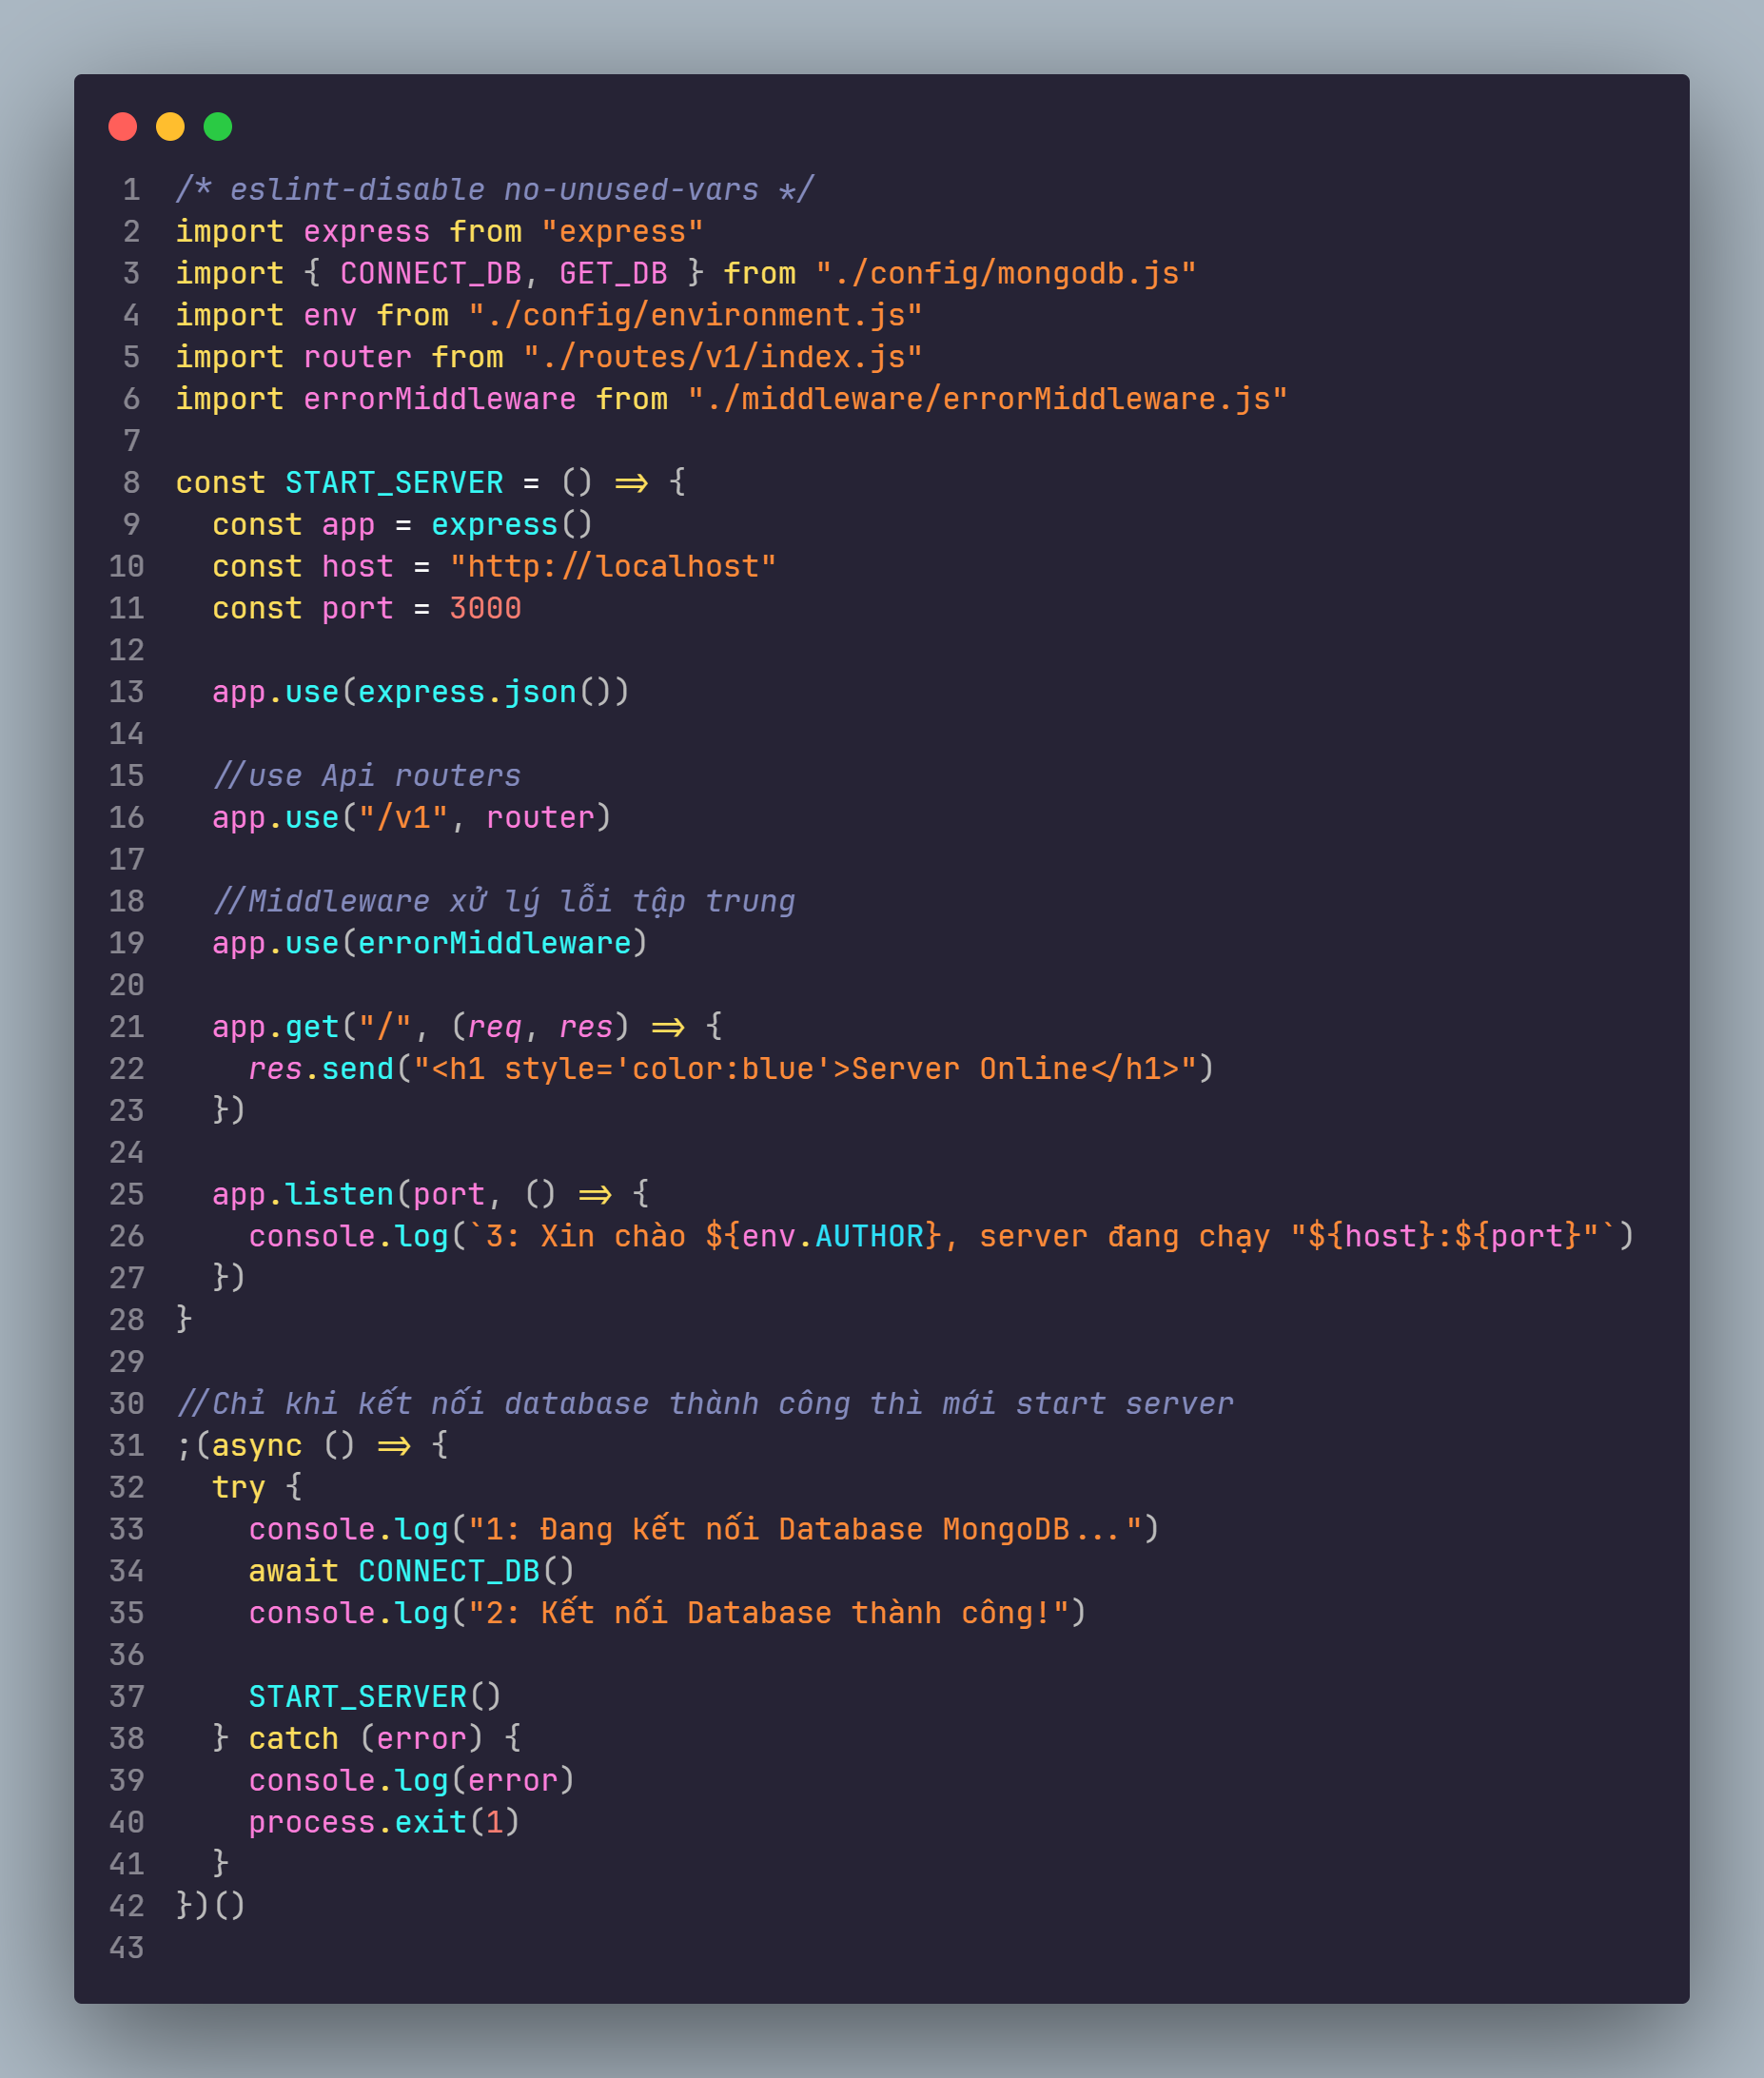 1 /* eslint-disable no-unused-vars */
2 import express from "express"
3 import { CONNECT_DB, GET_DB } from "./config/mongodb.js"
4 import env from "./config/environment.js"
5 import router from "./routes/v1/index.js"
6 import errorMiddleware from "./middleware/errorMiddleware.js"
7
8 const START_SERVER = () => {
9   const app = express()
10   const host = "http://localhost"
11   const port = 3000
12
13   app.use(express.json())
14
15   //use Api routers
16   app.use("/v1", router)
17
18   //Middleware xử lý lỗi tập trung
19   app.use(errorMiddleware)
20
21   app.get("/", (req, res) => {
22     res.send("<h1 style='color:blue'>Server Online</h1>")
23   })
24
25   app.listen(port, () => {
26     console.log(`3: Xin chào ${env.AUTHOR}, server đang chạy "${host}:${port}"`)
27   })
28 }
29
30 //Chỉ khi kết nối database thành công thì mới start server
31 ;(async () => {
32   try {
33     console.log("1: Đang kết nối Database MongoDB...")
34     await CONNECT_DB()
35     console.log("2: Kết nối Database thành công!")
36
37     START_SERVER()
38   } catch (error) {
39     console.log(error)
40     process.exit(1)
41   }
42 })()
43